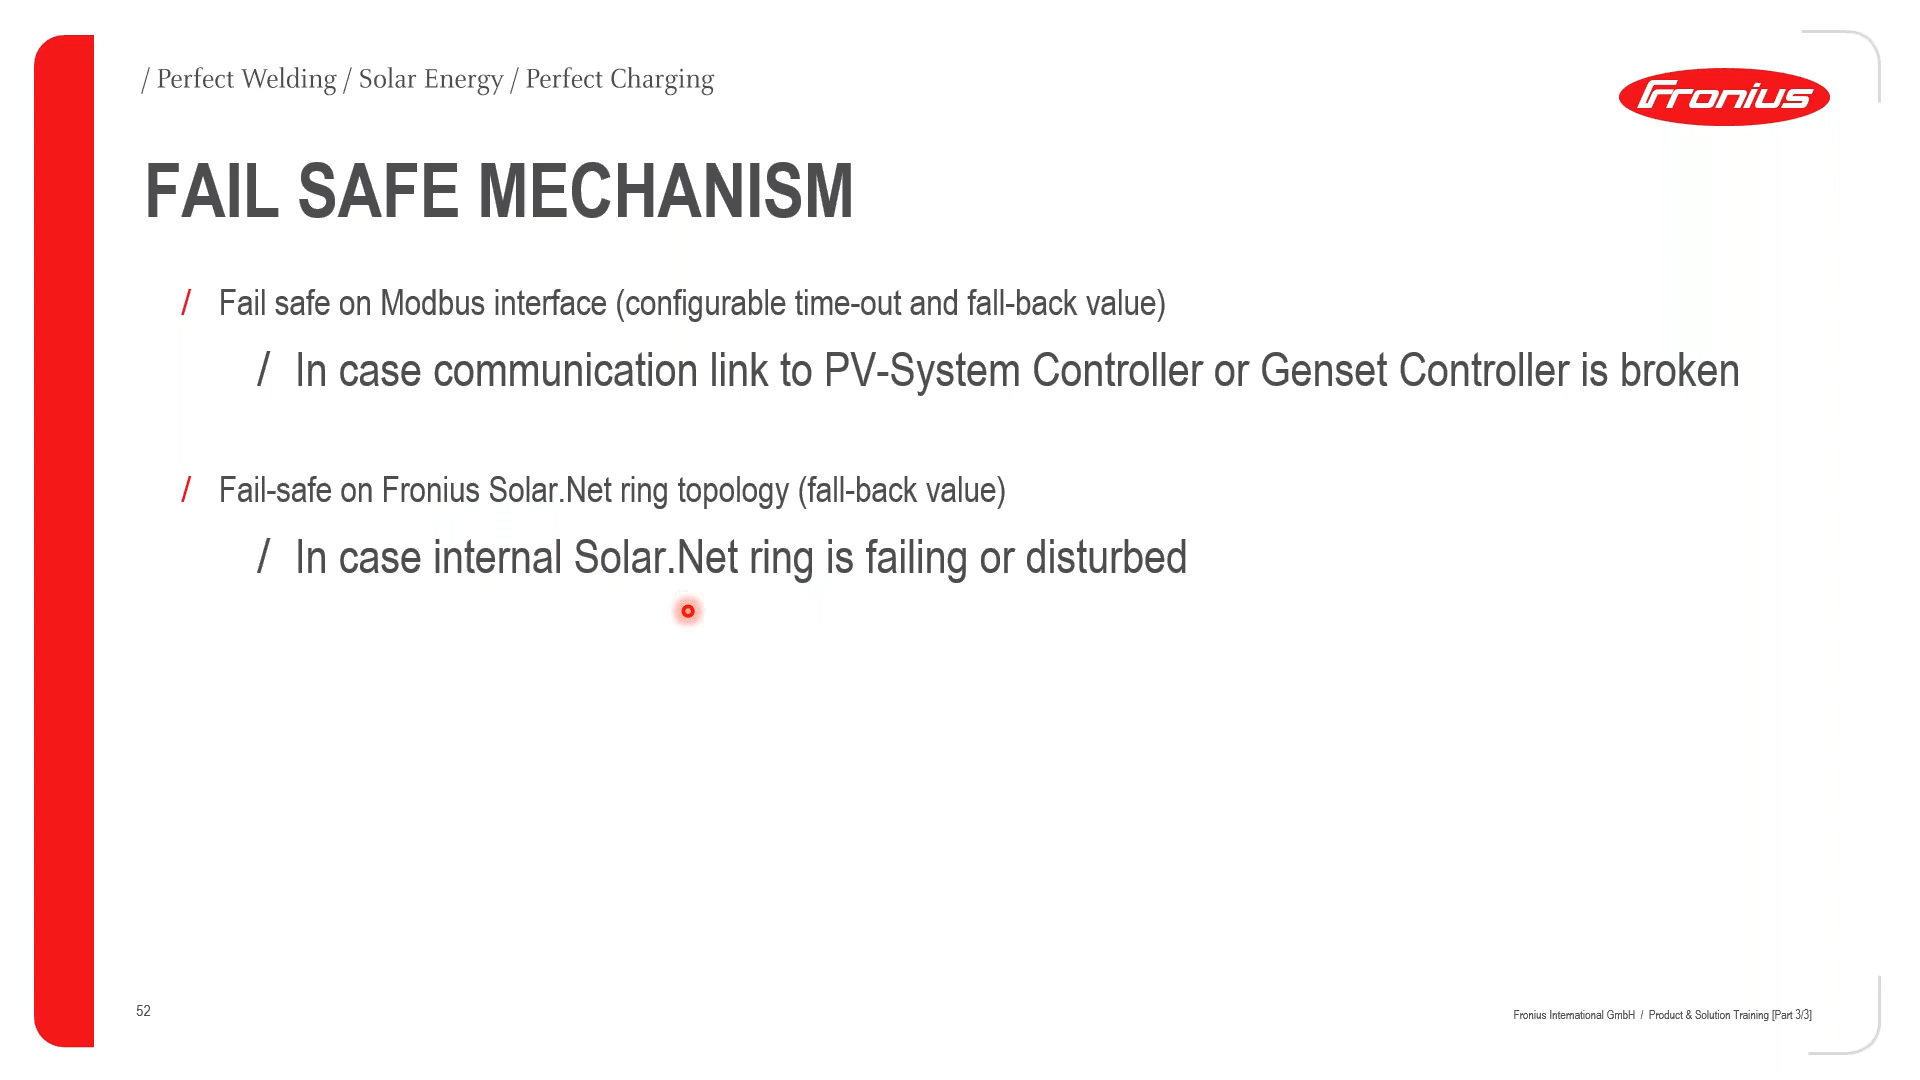 / Perfect Welding / Solar Energy / Perfect Charging
Fronius
FAIL SAFE MECHANISM
/ Fail safe on Modbus interface (configurable time-out and fall-back value)
/ In case communication link to PV-System Controller or Genset Controller is broken
/ Fail-safe on Fronius Solar.Net ring topology (fall-back value)
/ In case internal Solar.Net ring is failing or disturbed
52
Fronius International GmbH / Product & Solution Training [Part 3/3]